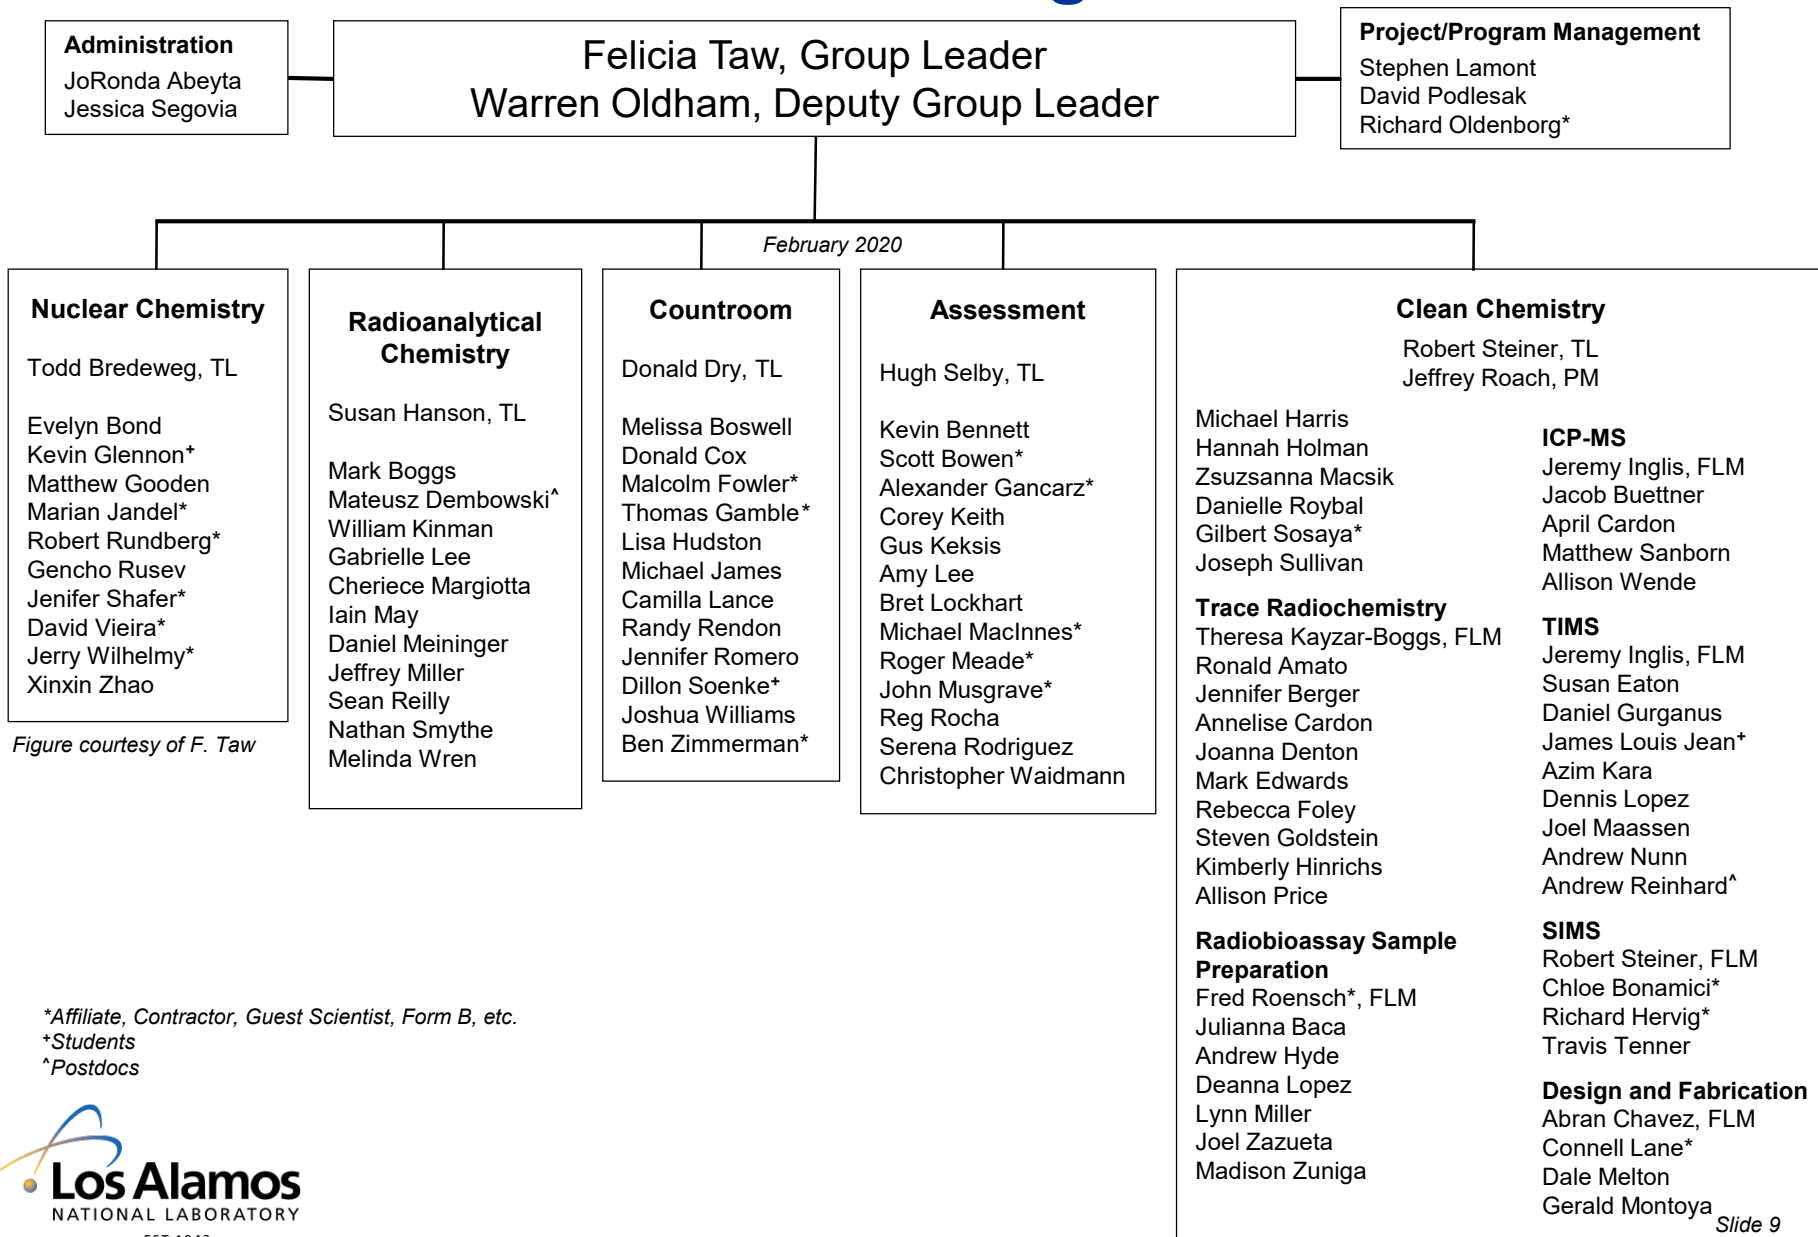 Administration
JoRonda Abeyta
Jessica Segovia
Felicia Taw, Group Leader
Warren Oldham, Deputy Group Leader
Project/Program Management
Stephen Lamont
David Podlesak
Richard Oldenborg*
February 2020
Nuclear Chemistry
Todd Bredeweg, TL
Evelyn Bond
Kevin Glennon⁺
Matthew Gooden
Marian Jandel*
Robert Rundberg*
Gencho Rusev
Jenifer Shafer*
David Vieira*
Jerry Wilhelmy*
Xinxin Zhao
Figure courtesy of F. Taw
Radioanalytical
Chemistry
Susan Hanson, TL
Mark Boggs
Mateusz Dembowski^
William Kinman
Gabrielle Lee
Cheriece Margiotta
Iain May
Daniel Meininger
Jeffrey Miller
Sean Reilly
Nathan Smythe
Melinda Wren
Countroom
Donald Dry, TL
Melissa Boswell
Donald Cox
Malcolm Fowler*
Thomas Gamble*
Lisa Hudston
Michael James
Camilla Lance
Randy Rendon
Jennifer Romero
Dillon Soenke⁺
Joshua Williams
Ben Zimmerman*
Assessment
Hugh Selby, TL
Kevin Bennett
Scott Bowen*
Alexander Gancarz*
Corey Keith
Gus Keksis
Amy Lee
Bret Lockhart
Michael MacInnes*
Roger Meade*
John Musgrave*
Reg Rocha
Serena Rodriguez
Christopher Waidmann
Clean Chemistry
Robert Steiner, TL
Jeffrey Roach, PM
Michael Harris
Hannah Holman
Zsuzsanna Macsik
Danielle Roybal
Gilbert Sosaya*
Joseph Sullivan
Trace Radiochemistry
Theresa Kayzar-Boggs, FLM
Ronald Amato
Jennifer Berger
Annelise Cardon
Joanna Denton
Mark Edwards
Rebecca Foley
Steven Goldstein
Kimberly Hinrichs
Allison Price
Radiobioassay Sample
Preparation
Fred Roensch*, FLM
Julianna Baca
Andrew Hyde
Deanna Lopez
Lynn Miller
Joel Zazueta
Madison Zuniga
ICP-MS
Jeremy Inglis, FLM
Jacob Buettner
April Cardon
Matthew Sanborn
Allison Wende
TIMS
Jeremy Inglis, FLM
Susan Eaton
Daniel Gurganus
James Louis Jean⁺
Azim Kara
Dennis Lopez
Joel Maassen
Andrew Nunn
Andrew Reinhard^
SIMS
Robert Steiner, FLM
Chloe Bonamici*
Richard Hervig*
Travis Tenner
Design and Fabrication
Abran Chavez, FLM
Connell Lane*
Dale Melton
Gerald Montoya
*Affiliate, Contractor, Guest Scientist, Form B, etc.
⁺Students
^Postdocs
Los Alamos
NATIONAL LABORATORY
Slide 9